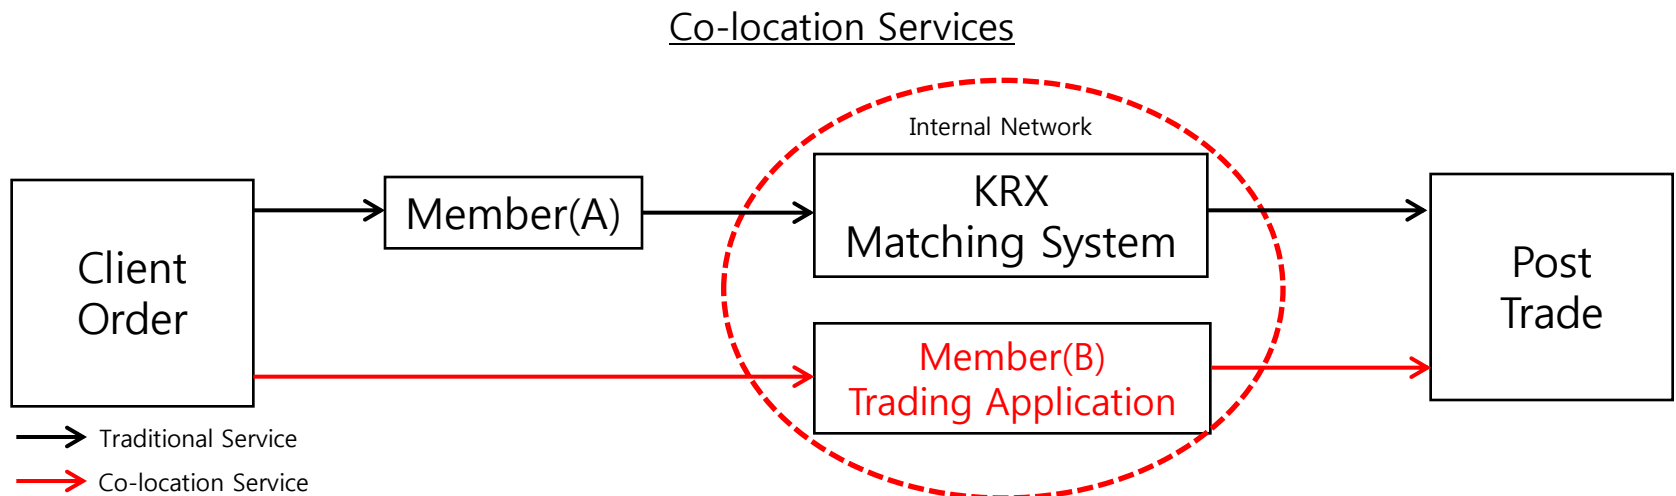 Co-location Services
Internal Network
Client
Order
Member(A)
KRX
Matching System
Post
Trade
Member(B)
Trading Application
Traditional Service
Co-location Service